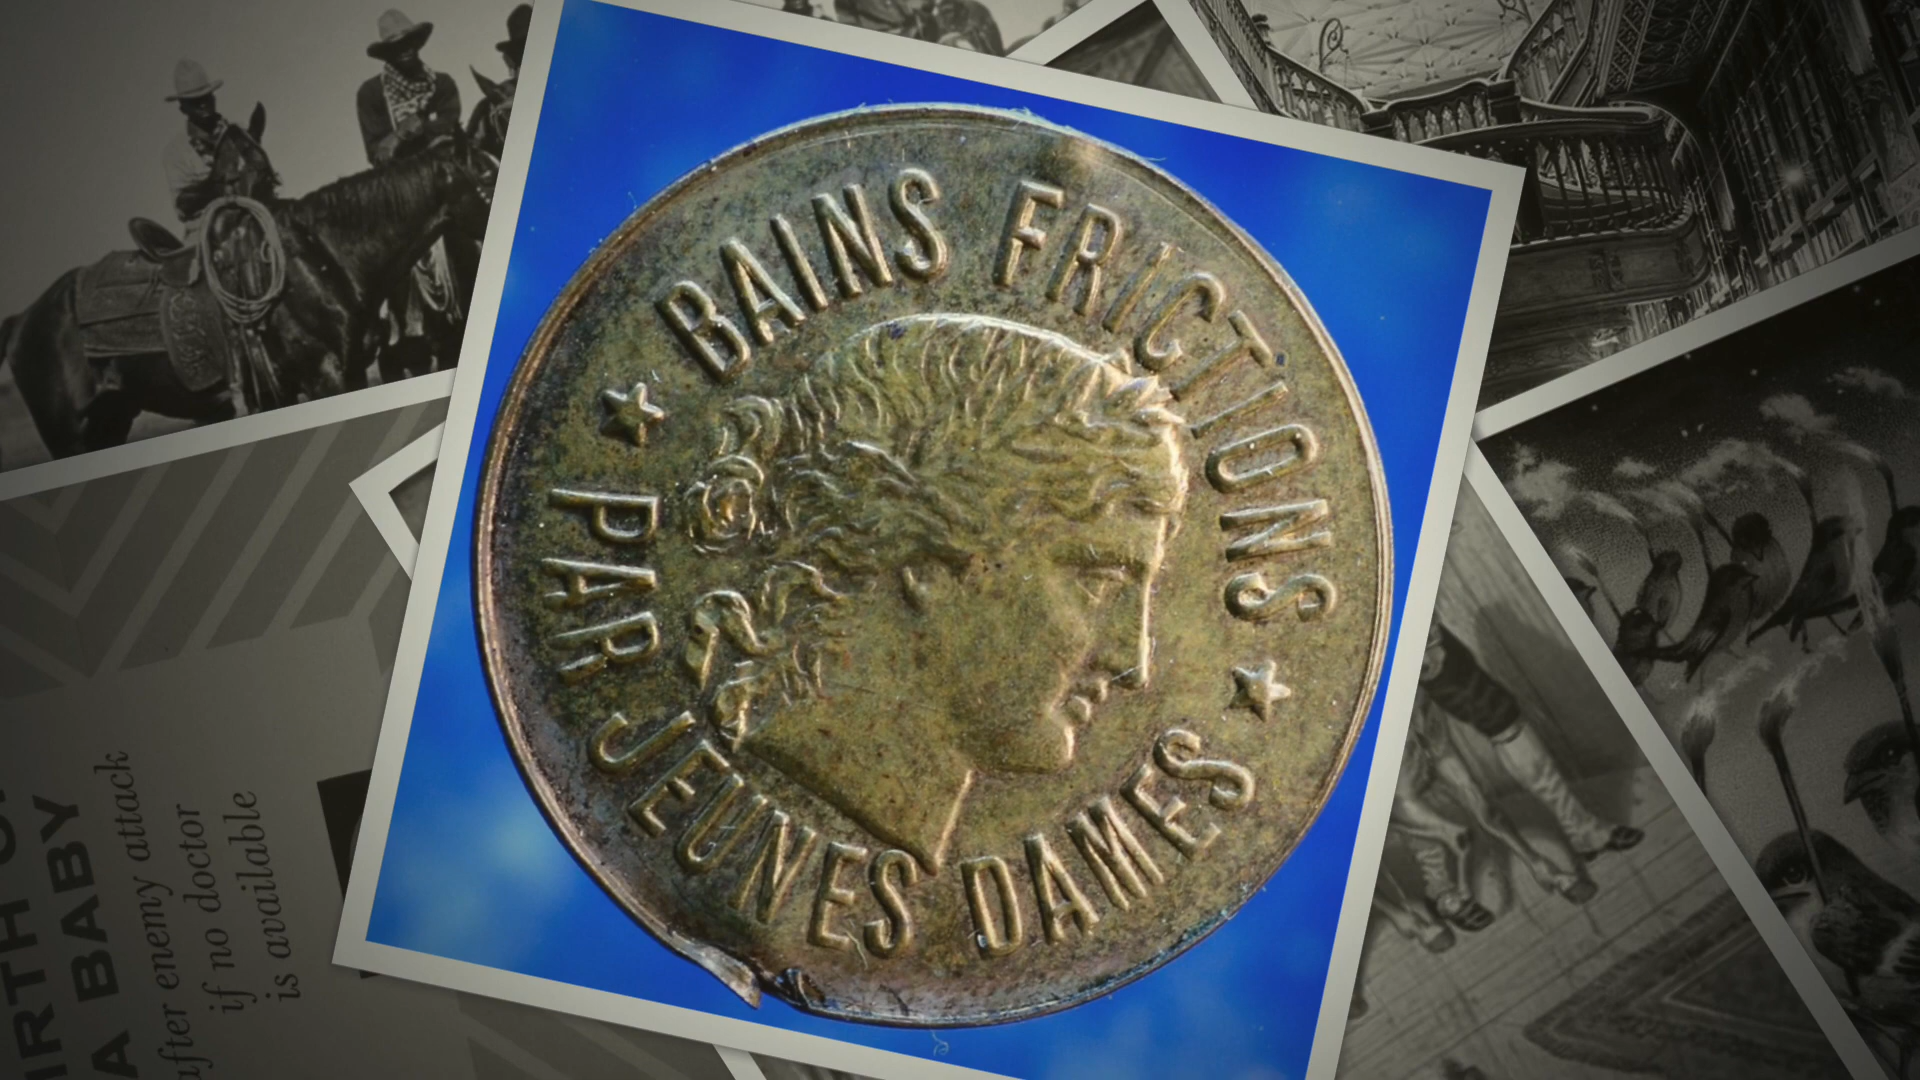 BAINS FRICTIONS
PAR JEUNES DAMES
A BABY
after enemy attack
if no doctor
is available